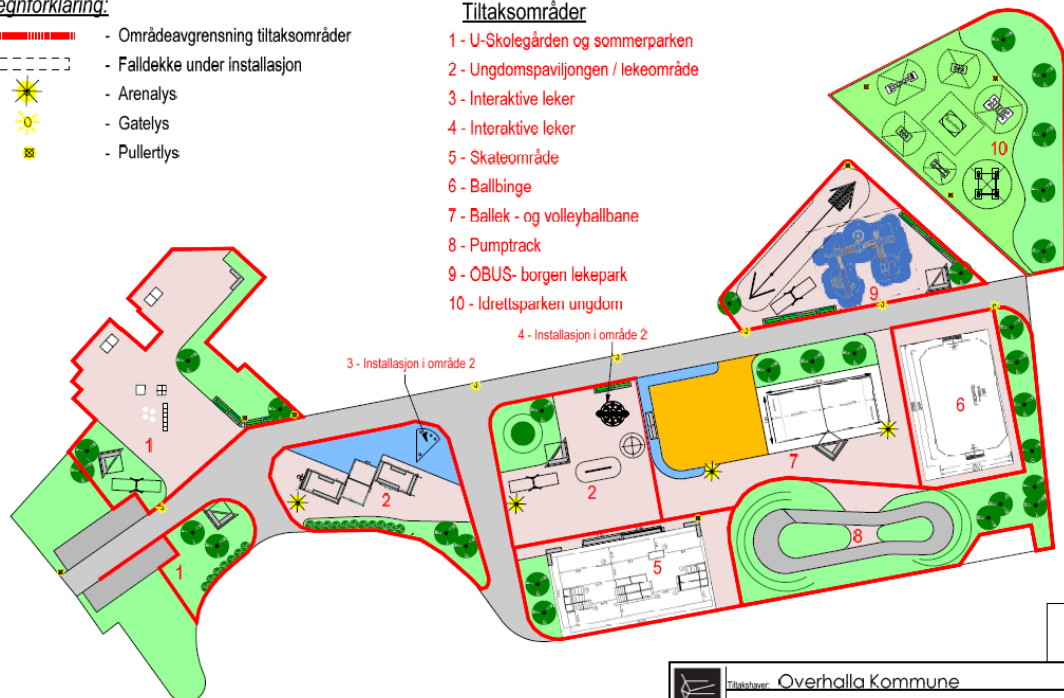 egnforklaring:
- Områdeavgrensning tiltaksområder
- Falldekke under installasjon
- Arenalys
- Gatelys
- Pullertlys
Tiltaksområder
1 - U-Skolegården og sommerparken
2 - Ungdomspaviljongen / lekeområde
3 - Interaktive leker
4 - Interaktive leker
5 - Skateområde
6 - Ballbinge
7 - Ballek - og volleyballbane
8 - Pumptrack
9 - OBUS- borgen lekepark
10 - Idrettsparken ungdom
3 - Installasjon i område 2
4 - Installasjon i område 2
10
9
6
7
1
2
2
8
5
1
Tiltakshaver: Overhalla Kommune